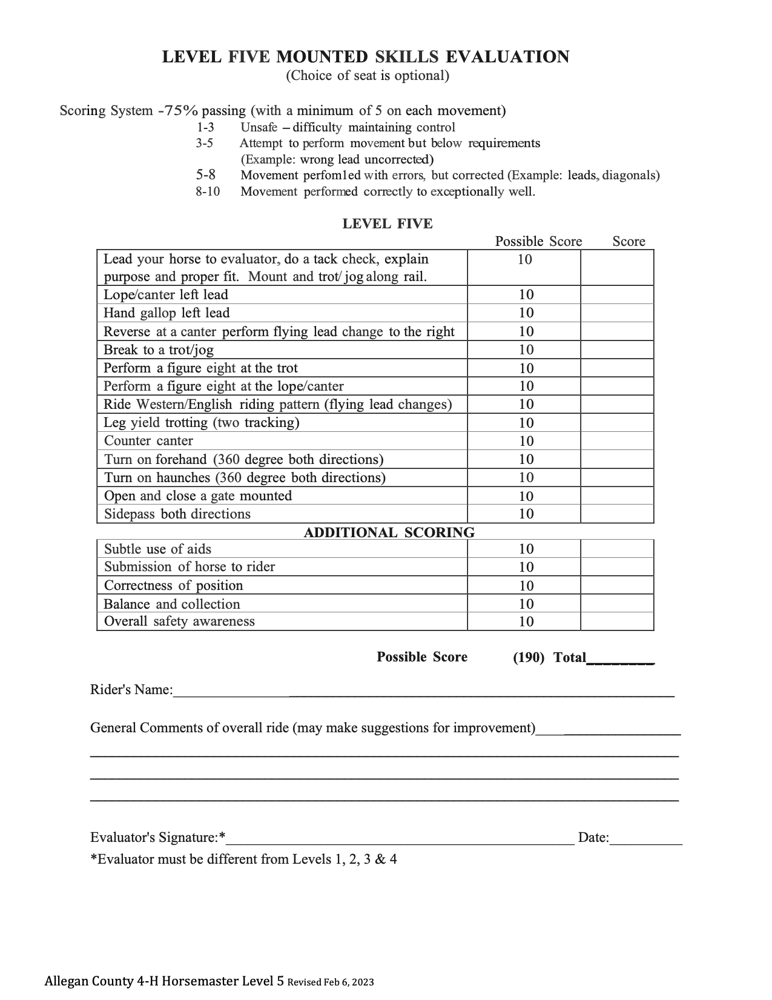 LEVEL FIVE MOUNTED SKILLS EVALUATION
(Choice of seat is optional)
Scoring System -75% passing (with a minimum of 5 on each movement)
1-3 Unsafe – difficulty maintaining control
3-5 Attempt to perform movement but below requirements
(Example: wrong lead uncorrected)
5-8 Movement perfom1ed with errors, but corrected (Example: leads, diagonals)
8-10 Movement performed correctly to exceptionally well.
LEVEL FIVE
Possible Score Score
Lead your horse to evaluator, do a tack check, explain 10
purpose and proper fit. Mount and trot/ jog along rail.
Lope/canter left lead 10
Hand gallop left lead 10
Reverse at a canter perform flying lead change to the right 10
Break to a trot/jog 10
Perform a figure eight at the trot 10
Perform a figure eight at the lope/canter 10
Ride Western/English riding pattern (flying lead changes) 10
Leg yield trotting (two tracking) 10
Counter canter 10
Turn on forehand (360 degree both directions) 10
Turn on haunches (360 degree both directions) 10
Open and close a gate mounted 10
Sidepass both directions 10
ADDITIONAL SCORING
Subtle use of aids 10
Submission of horse to rider 10
Correctness of position 10
Balance and collection 10
Overall safety awareness 10
Possible Score (190) Total________
Rider's Name:______________________________
General Comments of overall ride (may make suggestions for improvement)____________________
Evaluator's Signature:*______________________________ Date:__________
*Evaluator must be different from Levels 1, 2, 3 & 4
Allegan County 4-H Horsemaster Level 5 Revised Feb 6, 2023